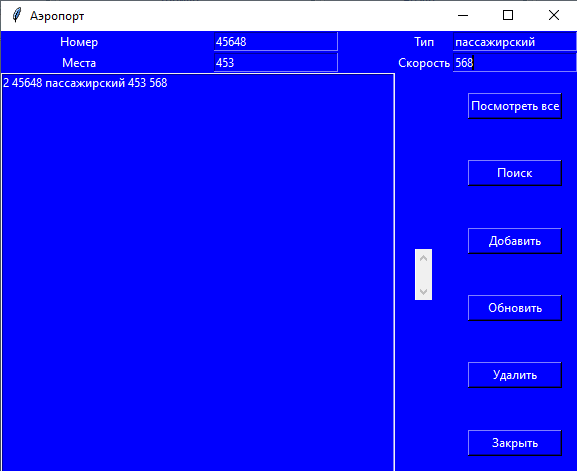 Аэропорт
Номер 45648 Тип пассажирский
Места 453 Скорость 568
2 45648 пассажирский 453 568
Посмотреть все
Поиск
Добавить
Обновить
Удалить
Закрыть